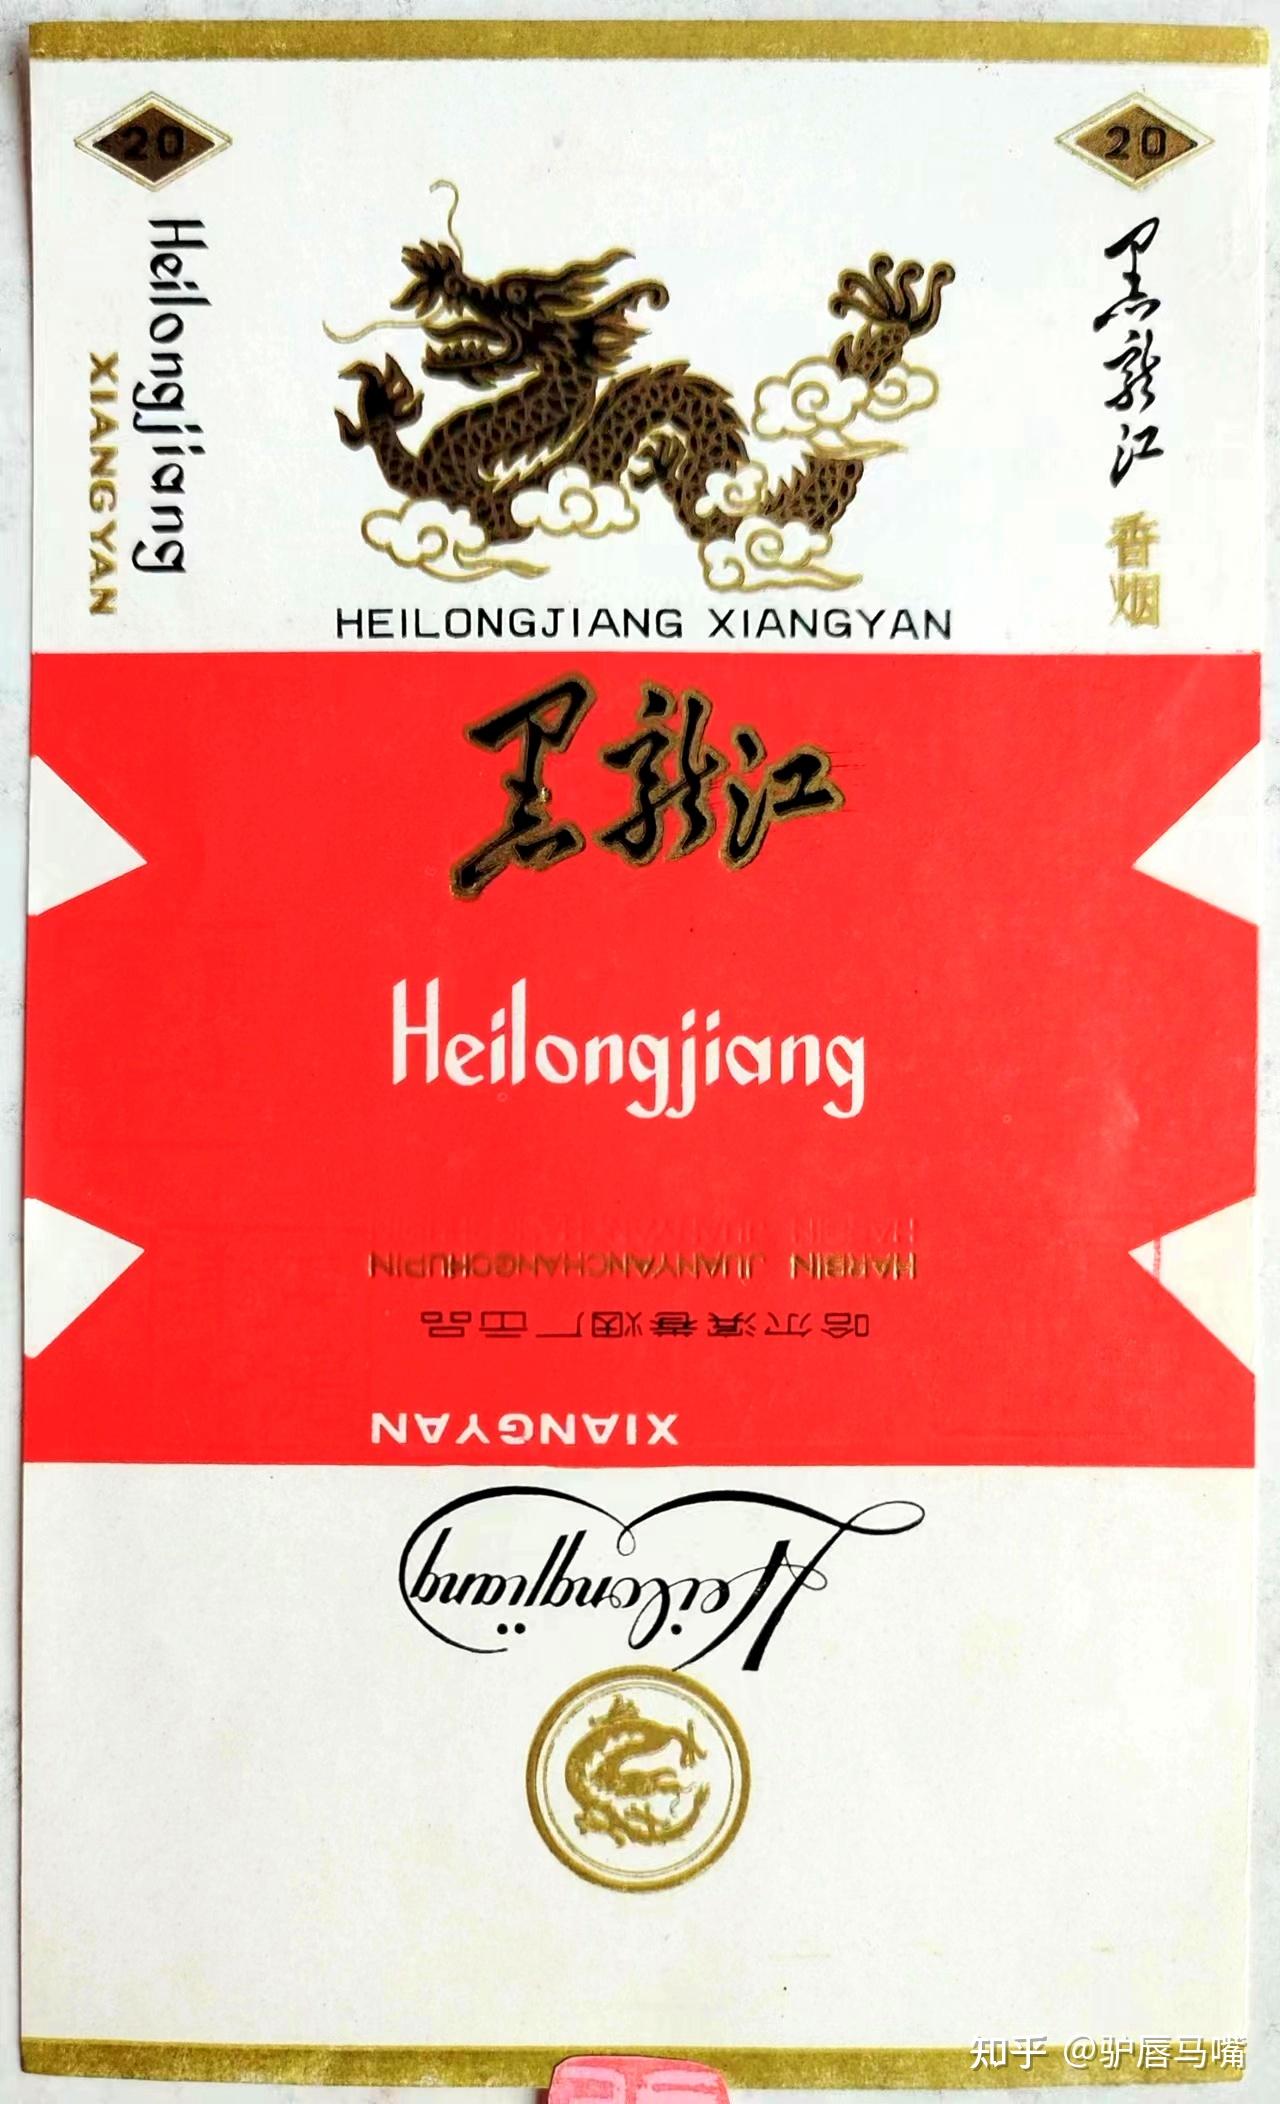 20
20
Heilongjiang
XIANGYAN
黑龙江
香烟
HEILONGJIANG XIANGYAN
黑龙江
Heilongjiang
HARBIN JUANYANCHANGCHUPIN
哈尔滨卷烟厂出品
XIANGYAN
Heilongjiang
知乎 @驴唇马嘴